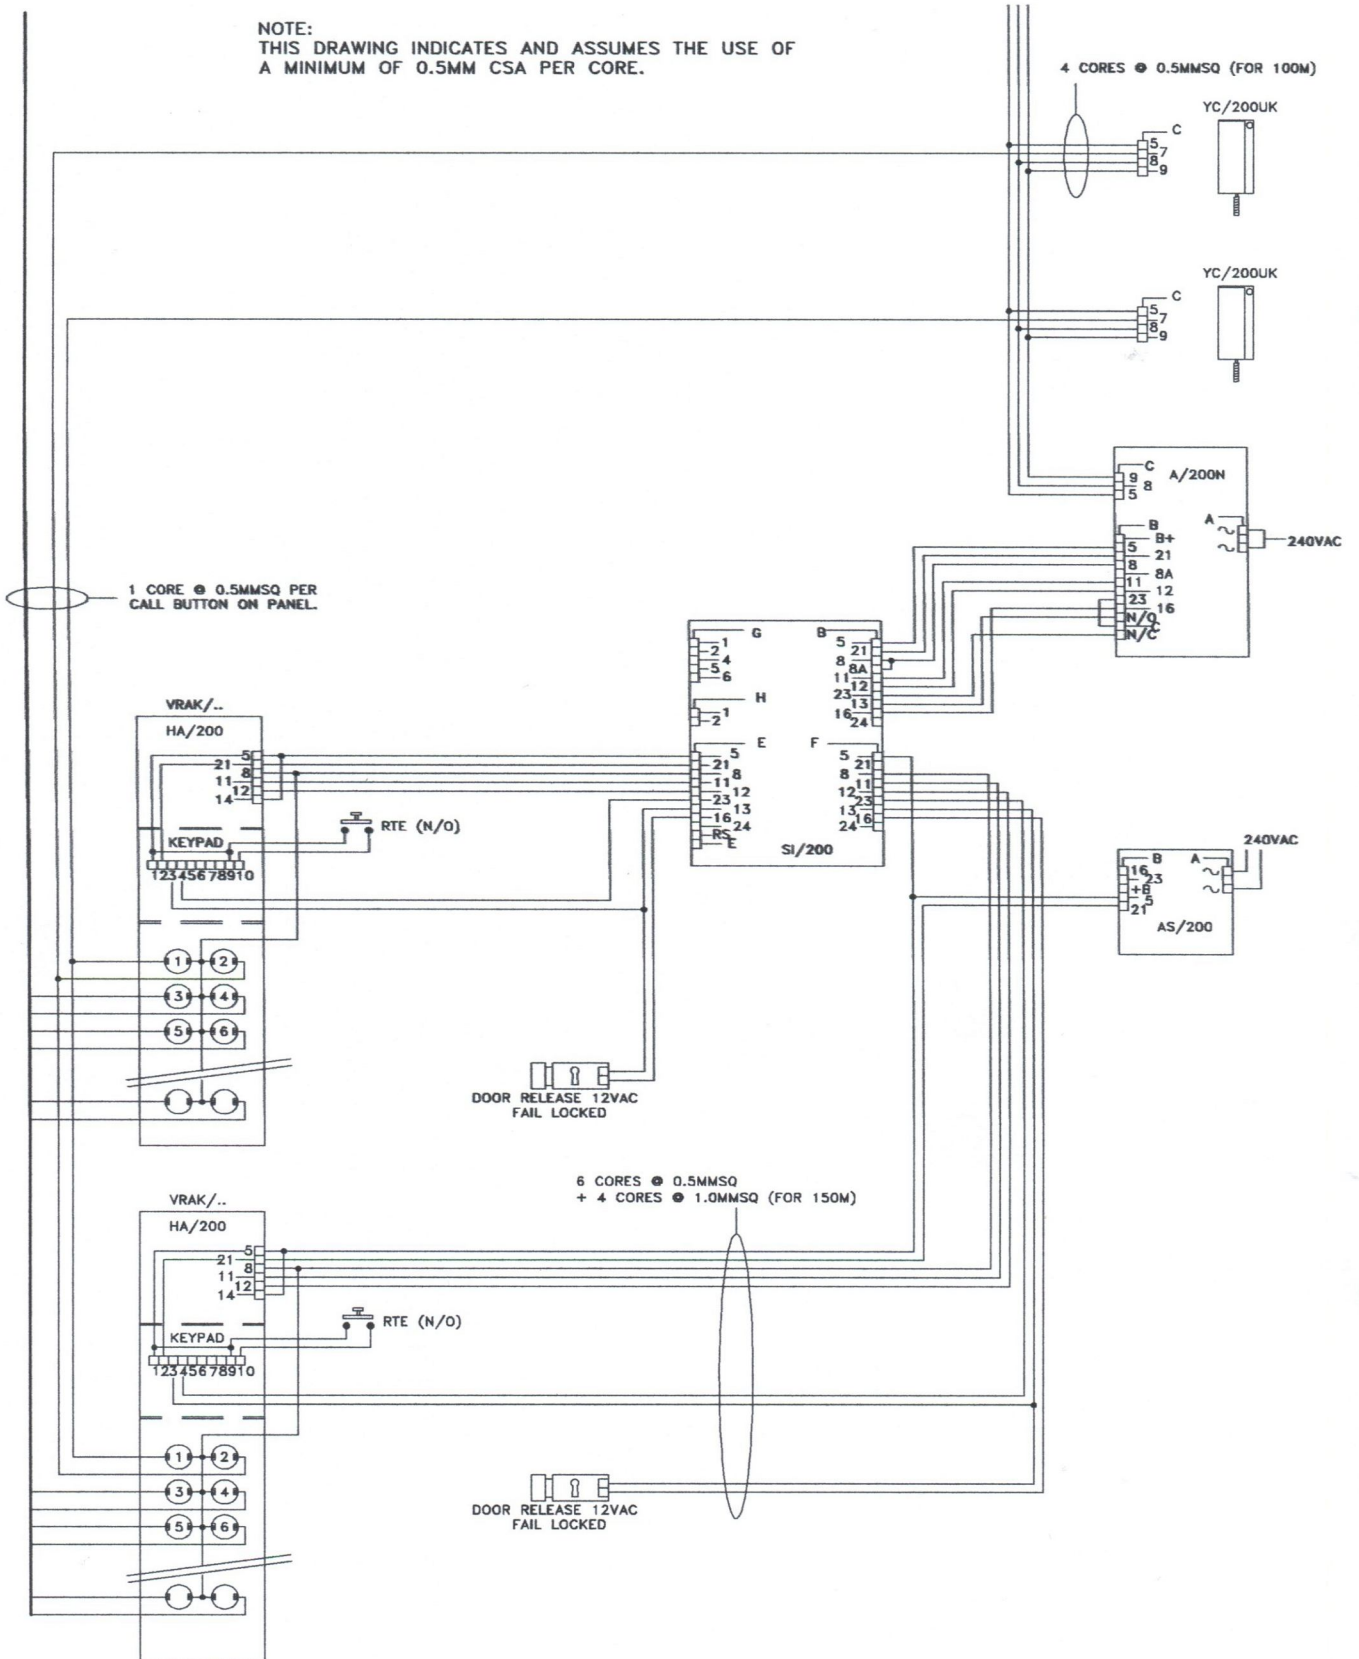 NOTE:
THIS DRAWING INDICATES AND ASSUMES THE USE OF
A MINIMUM OF 0.5MM CSA PER CORE.
4 CORES @ 0.5MMSQ (FOR 100M)
YC/200UK
C
5
7
8
9
YC/200UK
C
5
7
8
9
A/200N
C
9
8
5
B
B+
5
21
8
8A
11
12
23
16
N/O
C
N/C
A
240VAC
1 CORE @ 0.5MMSQ PER
CALL BUTTON ON PANEL.
G
1
2
4
5
6
H
1
2
E
5
21
8
11
12
23
13
16
24
RS
E
B
5
21
8
8A
11
12
23
13
16
24
F
5
21
8
11
12
23
13
16
24
SI/200
VRAK/..
HA/200
5
21
8
11
12
14
KEYPAD
12345678910
RTE (N/O)
1 2
3 4
5 6
240VAC
B
A
16
23
+B
5
21
AS/200
DOOR RELEASE 12VAC
FAIL LOCKED
6 CORES @ 0.5MMSQ
+ 4 CORES @ 1.0MMSQ (FOR 150M)
VRAK/..
HA/200
5
21
8
11
12
14
KEYPAD
12345678910
RTE (N/O)
1 2
3 4
5 6
DOOR RELEASE 12VAC
FAIL LOCKED